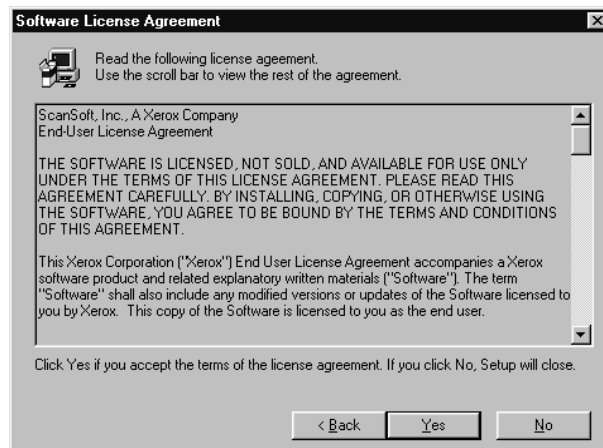 Software License Agreement
Read the following license ageement.
Use the scroll bar to view the rest of the agreement.
ScanSoft, Inc., A Xerox Company
End-User License Agreement
THE SOFTWARE IS LICENSED, NOT SOLD, AND AVAILABLE FOR USE ONLY
UNDER THE TERMS OF THIS LICENSE AGREEMENT. PLEASE READ THIS
AGREEMENT CAREFULLY. BY INSTALLING, COPYING, OR OTHERWISE USING
THE SOFTWARE, YOU AGREE TO BE BOUND BY THE TERMS AND CONDITIONS
OF THIS AGREEMENT.
This Xerox Corporation ("Xerox") End User License Agreement accompanies a Xerox
software product and related explanatory written materials ("Software"). The term
"Software" shall also include any modified versions or updates of the Software licensed to
you by Xerox. This copy of the Software is licensed to you as the end user.
Click Yes if you accept the terms of the license agreement. If you click No, Setup will close.
< Back Yes No